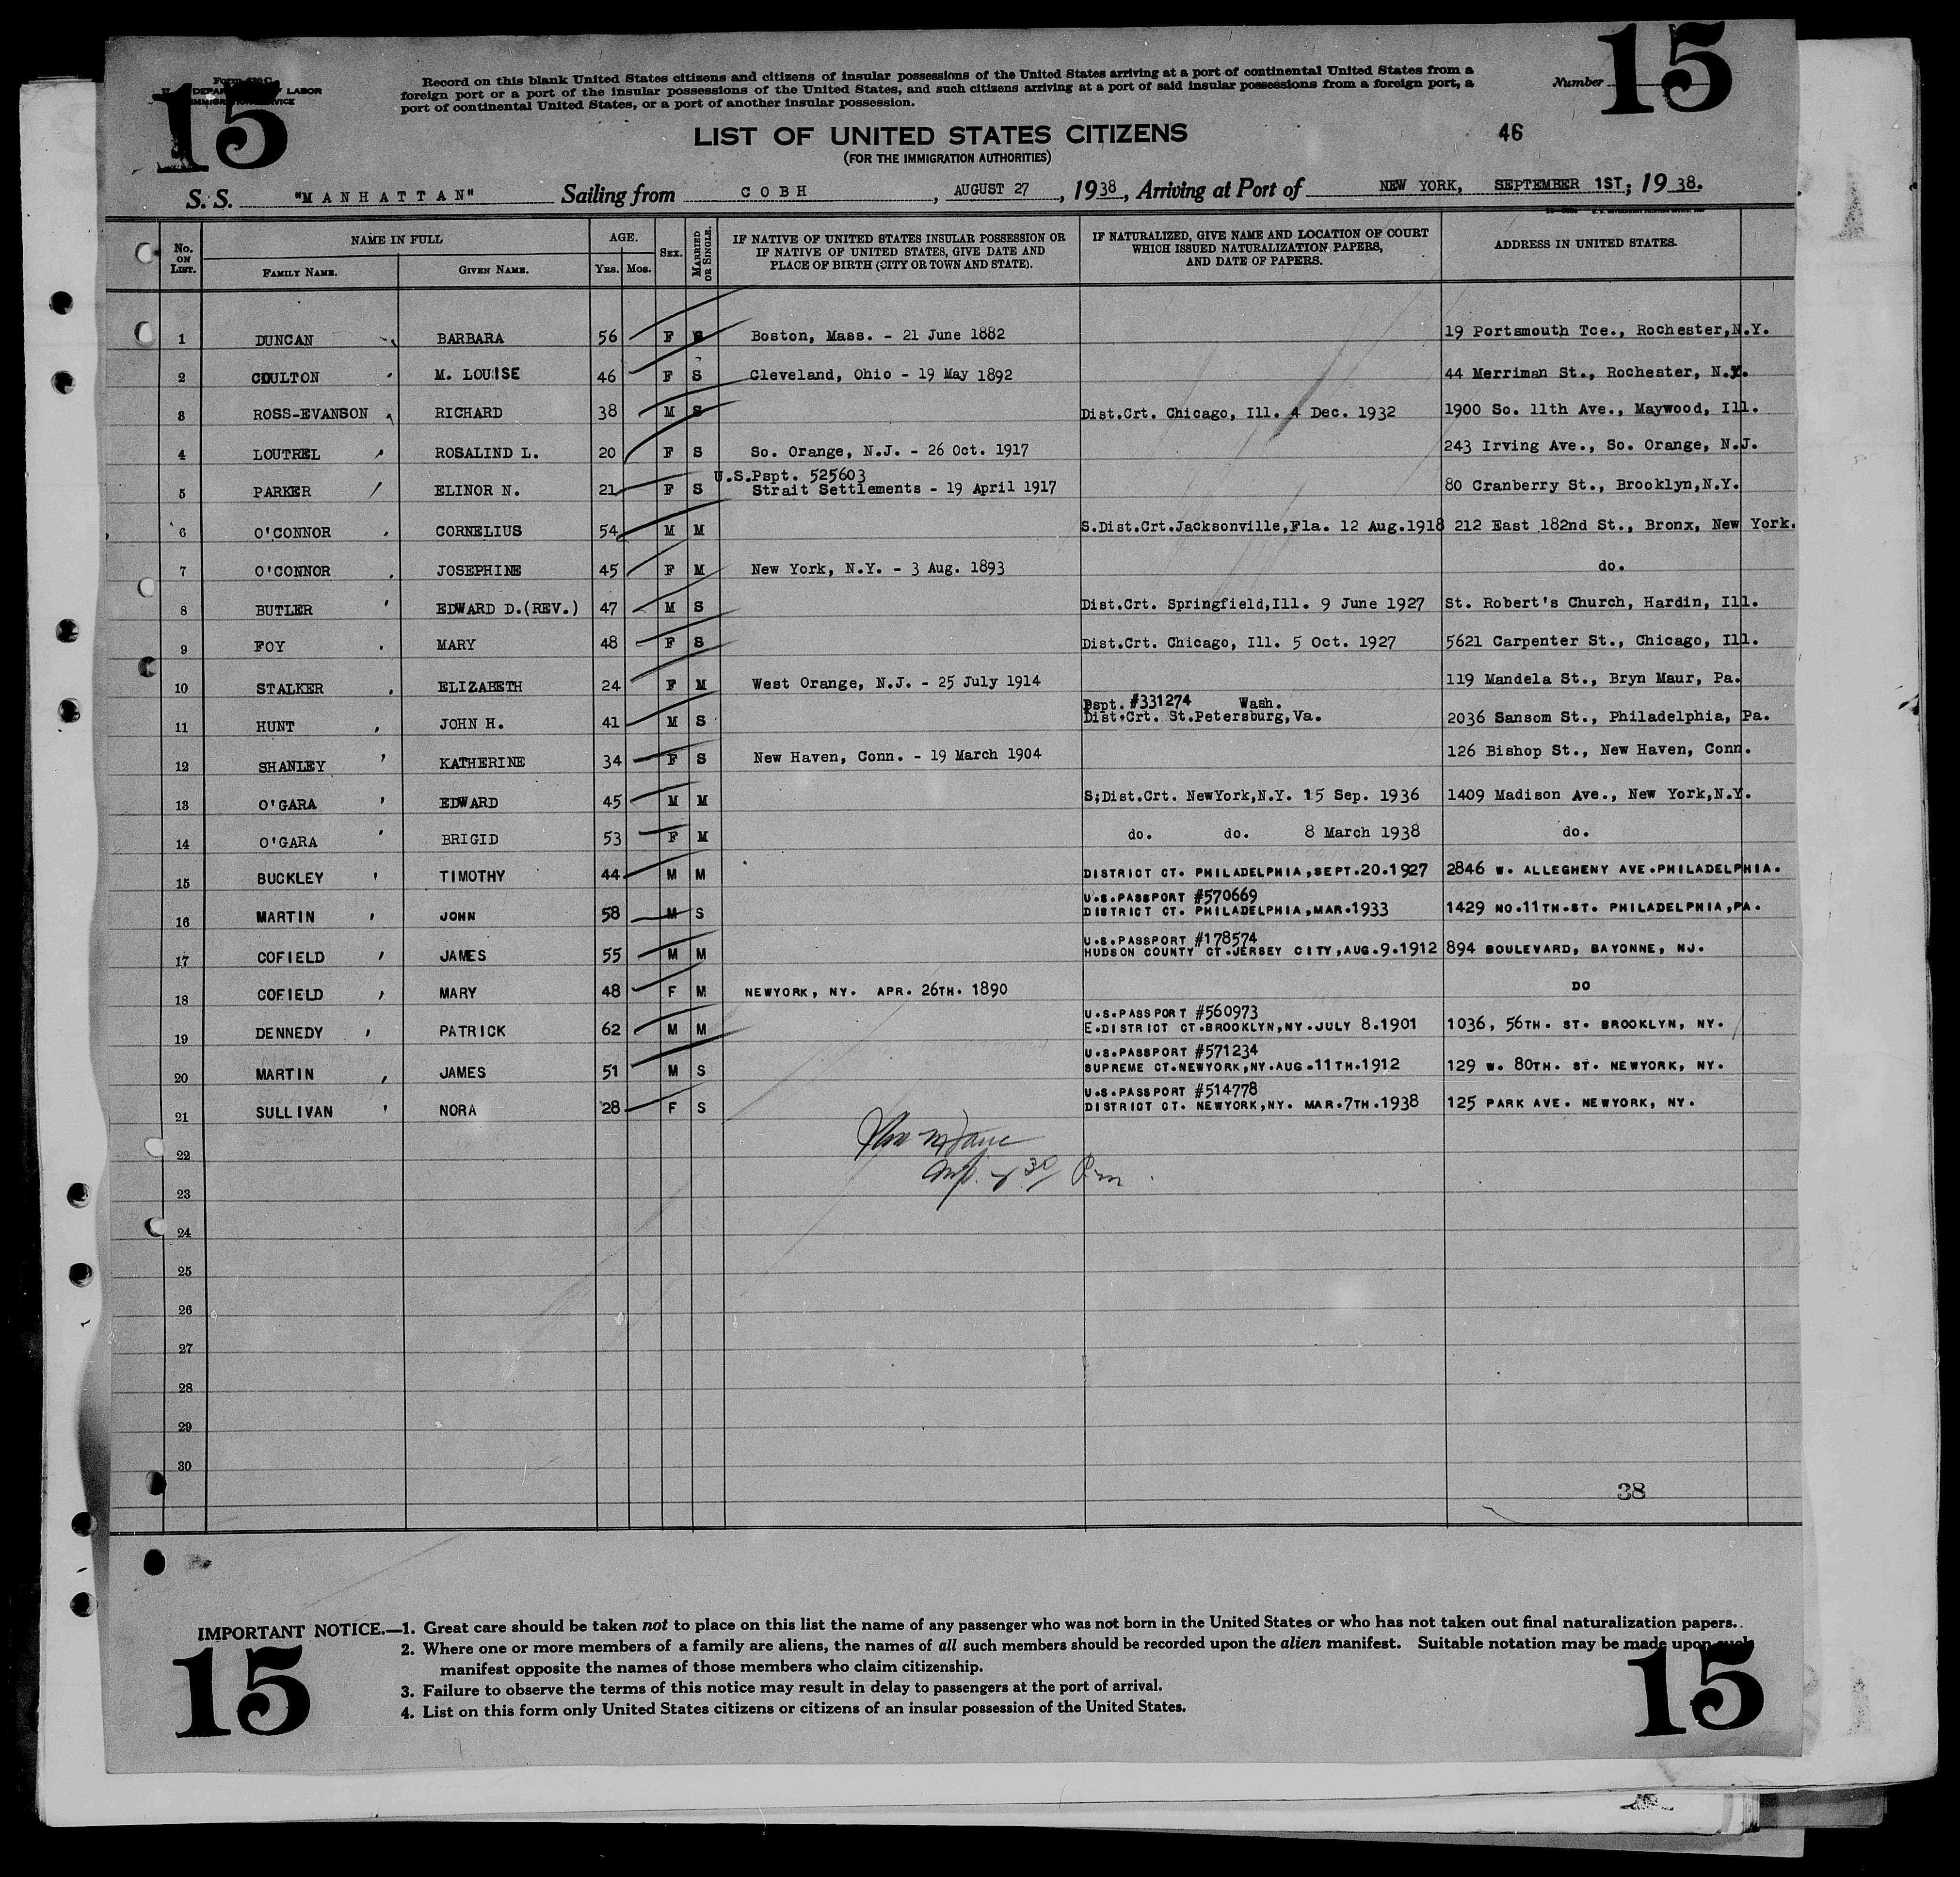 15
15
Form 630 C
LABOR
IMMIGRATION SERVICE
Record on this blank United States citizens and citizens of insular possessions of the United States arriving at a port of continental United States from a
foreign port or a port of the insular possessions of the United States, and such citizens arriving at a port of said insular possessions from a foreign port, a
port of continental United States, or a port of another insular possession.
Number
LIST OF UNITED STATES CITIZENS
46
(FOR THE IMMIGRATION AUTHORITIES)
S. S. "MANHATTAN" Sailing from COBH, AUGUST 27, 1938, Arriving at Port of NEW YORK, SEPTEMBER 1ST; 1938.
No. ON LIST. NAME IN FULL FAMILY NAME. GIVEN NAME. AGE. YRS. MOS. SEX. MARRIED OR SINGLE. IF NATIVE OF UNITED STATES INSULAR POSSESSION OR IF NATIVE OF UNITED STATES, GIVE DATE AND PLACE OF BIRTH (CITY OR TOWN AND STATE). IF NATURALIZED, GIVE NAME AND LOCATION OF COURT WHICH ISSUED NATURALIZATION PAPERS, AND DATE OF PAPERS. ADDRESS IN UNITED STATES.
1 DUNCAN BARBARA 56 F S Boston, Mass. - 21 June 1882 19 Portsmouth Tce., Rochester,N.Y.
2 COULTON M. LOUISE 46 F S Cleveland, Ohio - 19 May 1892 44 Merriman St., Rochester, N.Y.
3 ROSS-EVANSON RICHARD 38 M S Dist.Crt. Chicago, Ill. 4 Dec. 1932 1900 So. 11th Ave., Maywood, Ill.
4 LOUTREL ROSALIND L. 20 F S So. Orange, N.J. - 26 Oct. 1917 243 Irving Ave., So. Orange, N.J.
U.S.Pspt. 525603
5 PARKER ELINOR N. 21 F S Strait Settlements - 19 April 1917 80 Cranberry St., Brooklyn,N.Y.
6 O'CONNOR CORNELIUS 54 M M S.Dist.Crt.Jacksonville,Fla. 12 Aug.1918 212 East 182nd St., Bronx, New York.
7 O'CONNOR JOSEPHINE 45 F M New York, N.Y. - 3 Aug. 1893 do.
8 BUTLER EDWARD D.(REV.) 47 M S Dist.Crt. Springfield,Ill. 9 June 1927 St. Robert's Church, Hardin, Ill.
9 FOY MARY 48 F S Dist.Crt. Chicago, Ill. 5 Oct. 1927 5621 Carpenter St., Chicago, Ill.
10 STALKER ELIZABETH 24 F M West Orange, N.J. - 25 July 1914 119 Mandela St., Bryn Maur, Pa.
Pspt. #331274 Wash.
11 HUNT JOHN H. 41 M S Dist.Crt. St.Petersburg,Va. 2036 Sansom St., Philadelphia, Pa.
12 SHANLEY KATHERINE 34 F S New Haven, Conn. - 19 March 1904 126 Bishop St., New Haven, Conn.
13 O'GARA EDWARD 45 M M S;Dist.Crt. NewYork,N.Y. 15 Sep. 1936 1409 Madison Ave., New York,N.Y.
14 O'GARA BRIGID 53 F M do. do. 8 March 1938 do.
15 BUCKLEY TIMOTHY 44 M M DISTRICT CT. PHILADELPHIA,SEPT.20.1927 2846 W. ALLEGHENY AVE.PHILADELPHIA.
U.S.PASSPORT #570669
16 MARTIN JOHN 58 M S DISTRICT CT. PHILADELPHIA,MAR.1933 1429 NO.11TH.ST. PHILADELPHIA,PA.
U.S.PASSPORT #178574
17 COFIELD JAMES 55 M M HUDSON COUNTY CT.JERSEY CITY,AUG.9.1912 894 BOULEVARD, BAYONNE, NJ.
18 COFIELD MARY 48 F M NEWYORK, NY. APR. 26TH. 1890 DO
U.S.PASSPORT #560973
19 DENNEDY PATRICK 62 M M E.DISTRICT CT.BROOKLYN,NY.JULY 8.1901 1036, 56TH. ST. BROOKLYN, NY.
U.S.PASSPORT #571234
20 MARTIN JAMES 51 M S SUPREME CT.NEWYORK,NY.AUG.11TH.1912 129 W. 80TH. ST. NEWYORK, NY.
U.S.PASSPORT #514778
21 SULLIVAN NORA 28 F S DISTRICT CT. NEWYORK,NY. MAR.7TH.1938 125 PARK AVE. NEWYORK, NY.
22
23
24
25
26
27
28
29
30
38
IMPORTANT NOTICE.—1. Great care should be taken not to place on this list the name of any passenger who was not born in the United States or who has not taken out final naturalization papers.
2. Where one or more members of a family are aliens, the names of all such members should be recorded upon the alien manifest. Suitable notation may be made upon such
manifest opposite the names of those members who claim citizenship.
3. Failure to observe the terms of this notice may result in delay to passengers at the port of arrival.
4. List on this form only United States citizens or citizens of an insular possession of the United States.
15
15